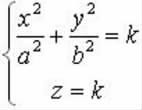 x²/a² + y²/b² = k
z = k